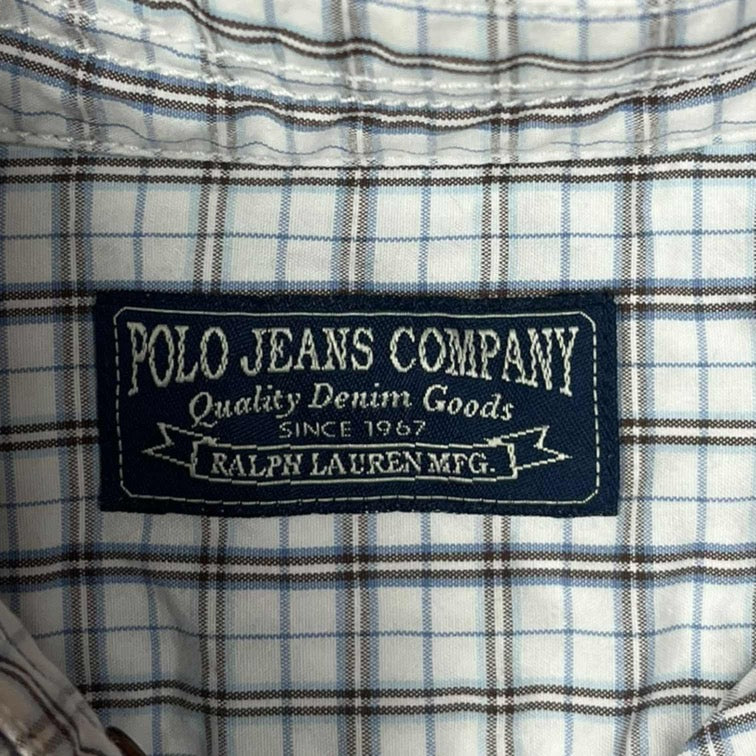 POLO JEANS COMPANY
Quality Denim Goods
SINCE 1967
RALPH LAUREN MFG.